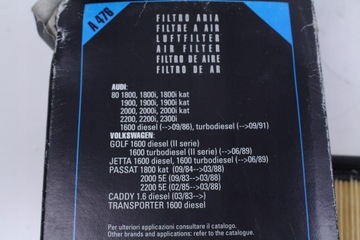 A 476
FILTRO ARIA
FILTRE A AIR
LUFTFILTER
AIR FILTER
FILTRO DE AIRE
FILTRO DE AR
AUDI:
80 1800, 1800i, 1800i kat
1900, 1900i, 1900i kat
2000, 2000i, 2000i kat
2200, 2200i, 2300i
1600 diesel (-->09/86), turbodiesel (-->09/91)
VOLKSWAGEN:
GOLF 1600 diesel (II serie)
1600 turbodiesel (II serie) (-->06/89)
JETTA 1600 diesel, 1600 turbodiesel (-->06/89)
PASSAT 1800 kat (09/84-->03/88)
2000 5E (09/83-->03/88)
2200 5E (02/85-->03/88)
CADDY 1.6 diesel (03/83-->)
TRANSPORTER 1600 diesel
Per ulteriori applicazioni consultare il catalogo.
Other brands and applications: refer to the catalogue.